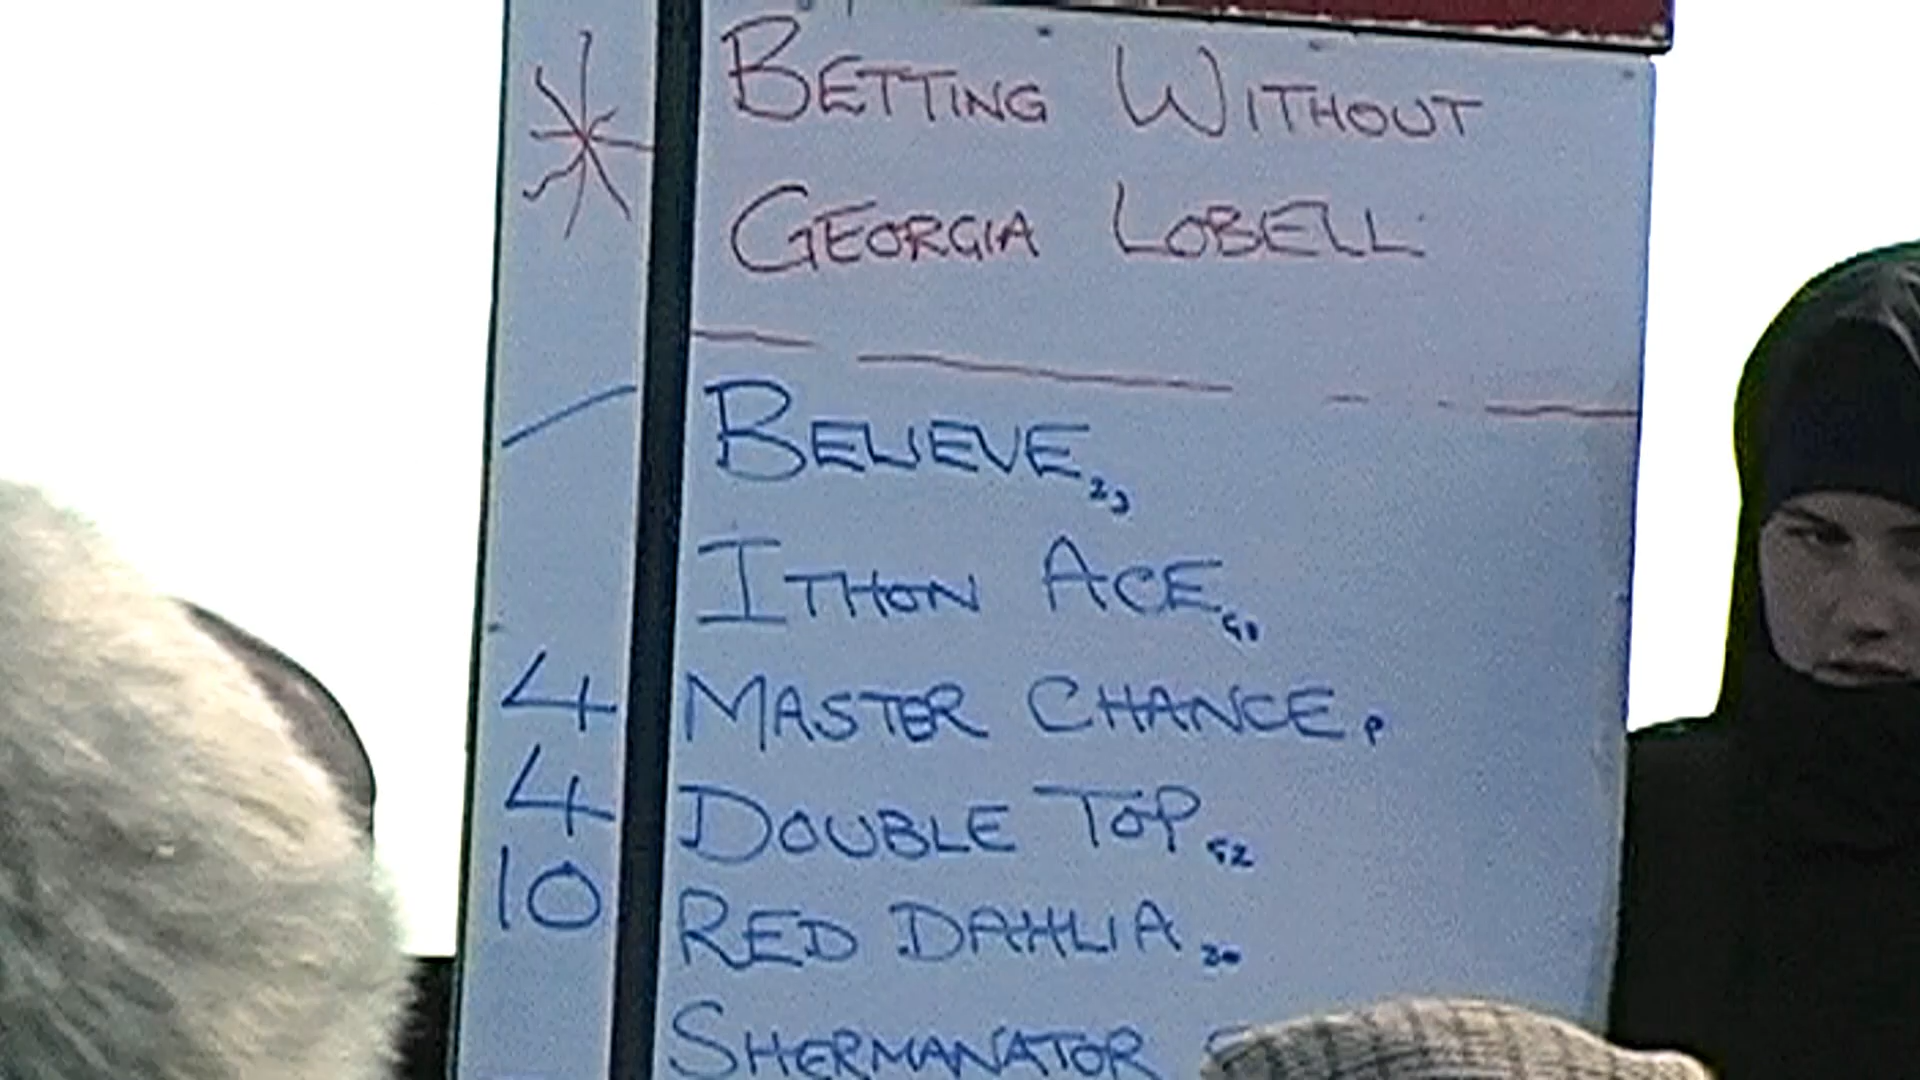 BETTING WITHOUT
GEORGIA LOBELL
BELIEVE
ITHON ACE
4 MASTER CHANCE
4 DOUBLE TOP
10 RED DAHLIA
SHERMANATOR